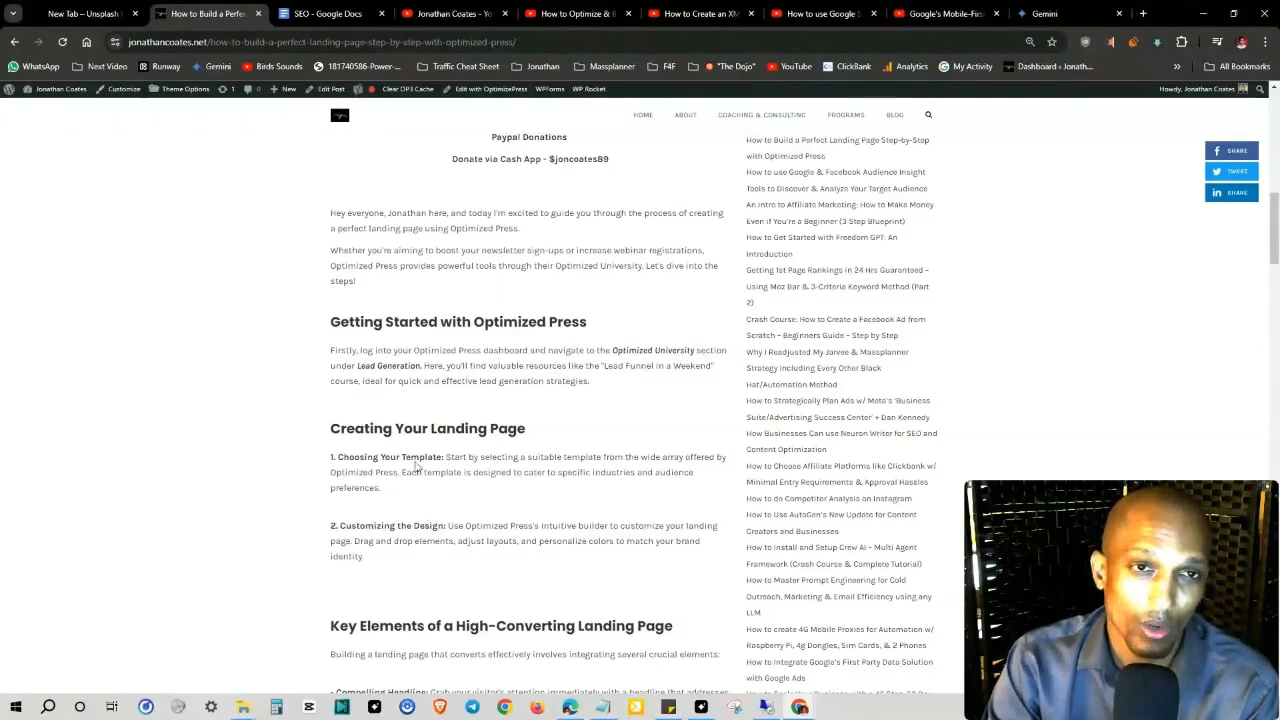 New Tab - Unsplash
How to Build a Perfe
SEO - Google Docs
Jonathan Coates - Yo
How to Optimize & B
How to Create an XM
How to use Google S
Google's Mobile-First
Gemini
jonathancoates.net/how-to-build-a-perfect-landing-page-step-by-step-with-optimized-press/
WhatsApp
Next Video
Runway
Gemini
Birds Sounds
181740586-Power-...
Traffic Cheat Sheet
Jonathan
Massplanner
F4F
"The Dojo"
YouTube
ClickBank
Analytics
My Activity
Dashboard ‹ Jonath...
All Bookmarks
Jonathan Coates
Customize
Theme Options
1
0
New
Edit Post
Clear OP3 Cache
Edit with OptimizePress
WPForms
WP Rocket
Howdy, Jonathan Coates
HOME
ABOUT
COACHING & CONSULTING
PROGRAMS
BLOG
Paypal Donations
Donate via Cash App - $joncoates89
Hey everyone, Jonathan here, and today I'm excited to guide you through the process of creating
a perfect landing page using Optimized Press.
Whether you're aiming to boost your newsletter sign-ups or increase webinar registrations,
Optimized Press provides powerful tools through their Optimized University. Let's dive into the
steps!
Getting Started with Optimized Press
Firstly, log into your Optimized Press dashboard and navigate to the Optimized University section
under Lead Generation. Here, you'll find valuable resources like the "Lead Funnel in a Weekend"
course, ideal for quick and effective lead generation strategies.
Creating Your Landing Page
1. Choosing Your Template: Start by selecting a suitable template from the wide array offered by
Optimized Press. Each template is designed to cater to specific industries and audience
preferences.
2. Customizing the Design: Use Optimized Press's intuitive builder to customize your landing
page. Drag and drop elements, adjust layouts, and personalize colors to match your brand
identity.
Key Elements of a High-Converting Landing Page
Building a landing page that converts effectively involves integrating several crucial elements:
- Compelling Headline: Grab your visitor's attention immediately with a headline that addresses
How to Build a Perfect Landing Page Step-by-Step
with Optimized Press
How to use Google & Facebook Audience Insight
Tools to Discover & Analyze Your Target Audience
An intro to Affiliate Marketing: How to Make Money
Even if You're a Beginner (3 Step Blueprint)
How to Get Started with Freedom GPT: An
Introduction
Getting 1st Page Rankings in 24 Hrs Guaranteed –
Using Moz Bar & 3-Criteria Keyword Method (Part
2)
Crash Course: How to Create a Facebook Ad from
Scratch – Beginners Guide – Step by Step
Why I Readjusted My Jarvee & Massplanner
Strategy Including Every Other Black
Hat/Automation Method
How to Strategically Plan Ads w/ Meta's 'Business
Suite/Advertising Success Center' + Dan Kennedy
How Businesses Can use Neuron Writer for SEO and
Content Optimization
How to Choose Affiliate Platforms like Clickbank w/
Minimal Entry Requirements & Approval Hassles
How to do Competitor Analysis on Instagram
How to Use AutoGen's New Update for Content
Creators and Businesses
How to Install and Setup Crew AI – Multi Agent
Framework (Crash Course & Complete Tutorial)
How to Master Prompt Engineering for Cold
Outreach, Marketing & Email Efficiency using any
LLM
How to create 4G Mobile Proxies for Automation w/
Raspberry Pi, 4g Dongles, Sim Cards, & 2 Phones
How to Integrate Google's First Party Data Solution
with Google Ads
SHARE
TWEET
SHARE